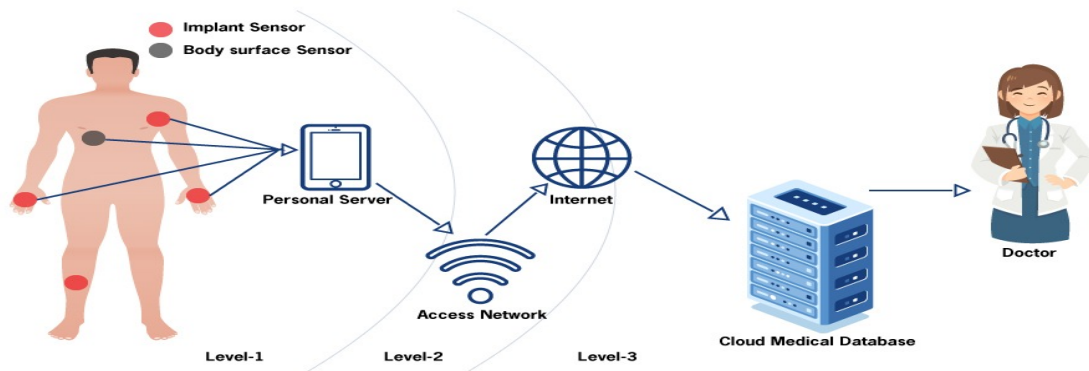 Implant Sensor
Body surface Sensor
Personal Server
Internet
Access Network
Doctor
Cloud Medical Database
Level-1
Level-2
Level-3